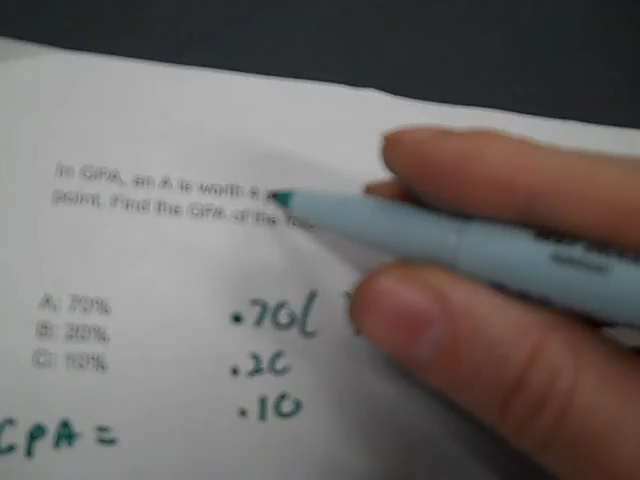 In GPA, an A is worth 4
point. Find the GPA of the
A: 70%
B: 20%
C: 10%
.70(
.20
.10
GPA =